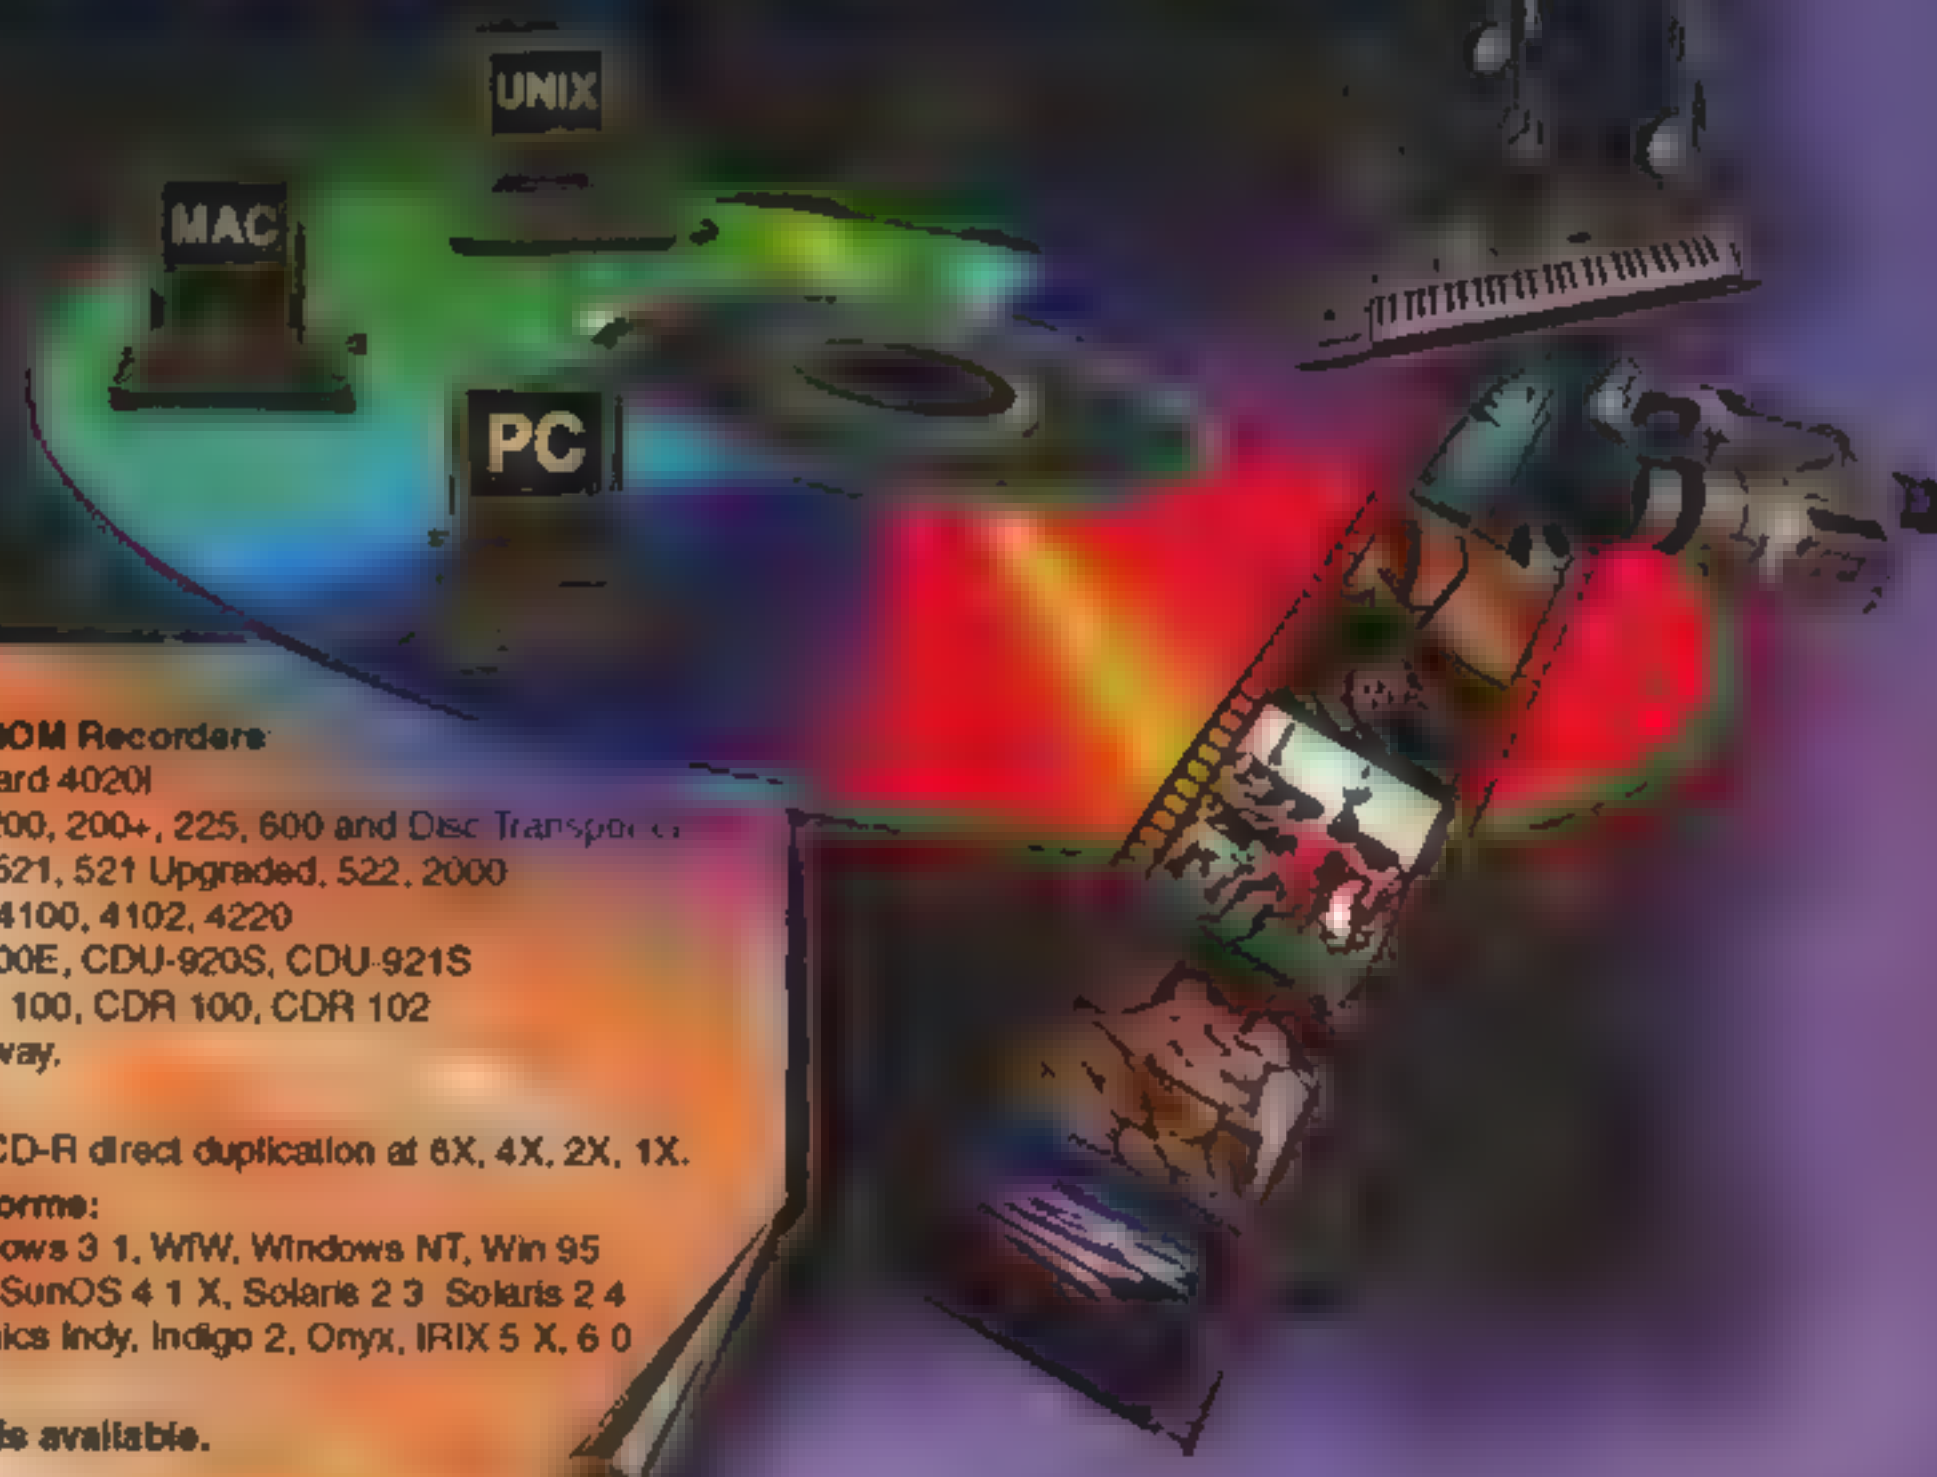 UNIX
MAC
PC
OM Recorders
ard 4020i
200, 200+, 225, 600 and Disc Transporter
521, 521 Upgraded, 522, 2000
4100, 4102, 4220
00E, CDU-920S, CDU-921S
100, CDR 100, CDR 102
way,
CD-R direct duplication at 6X, 4X, 2X, 1X.
orms:
ows 3 1, WfW, Windows NT, Win 95
SunOS 4 1 X, Solaris 2 3 Solaris 2 4
ics Indy, Indigo 2, Onyx, IRIX 5 X, 6 0
ls available.